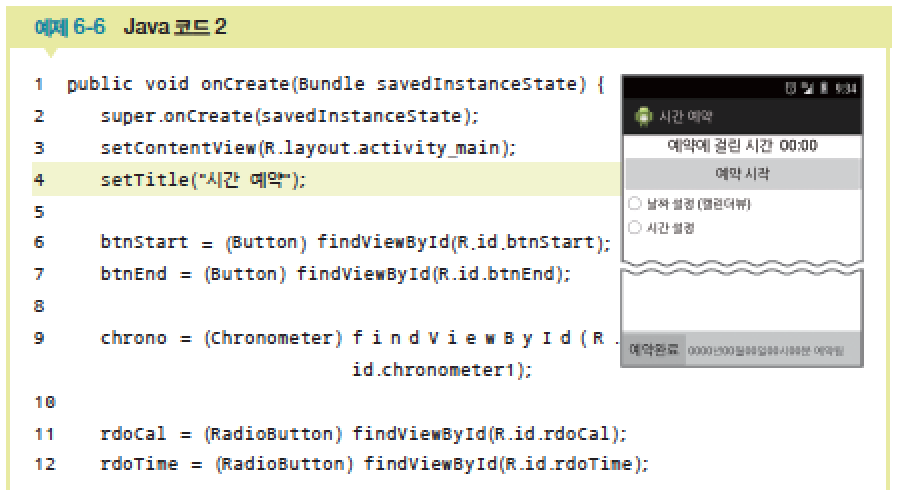 예제 6-6 Java 코드 2
1 public void onCreate(Bundle savedInstanceState) {
2 super.onCreate(savedInstanceState);
3 setContentView(R.layout.activity_main);
4 setTitle("시간 예약");
5
6 btnStart = (Button) findViewById(R.id.btnStart);
7 btnEnd = (Button) findViewById(R.id.btnEnd);
8
9 chrono = (Chronometer) findViewById(R.
id.chronometer1);
10
11 rdoCal = (RadioButton) findViewById(R.id.rdoCal);
12 rdoTime = (RadioButton) findViewById(R.id.rdoTime);
9:34
시간 예약
예약에 걸린 시간 00:00
예약 시작
날짜 설정 (캘린더뷰)
시간 설정
예약완료 0000년00월00일00시00분 예약됨